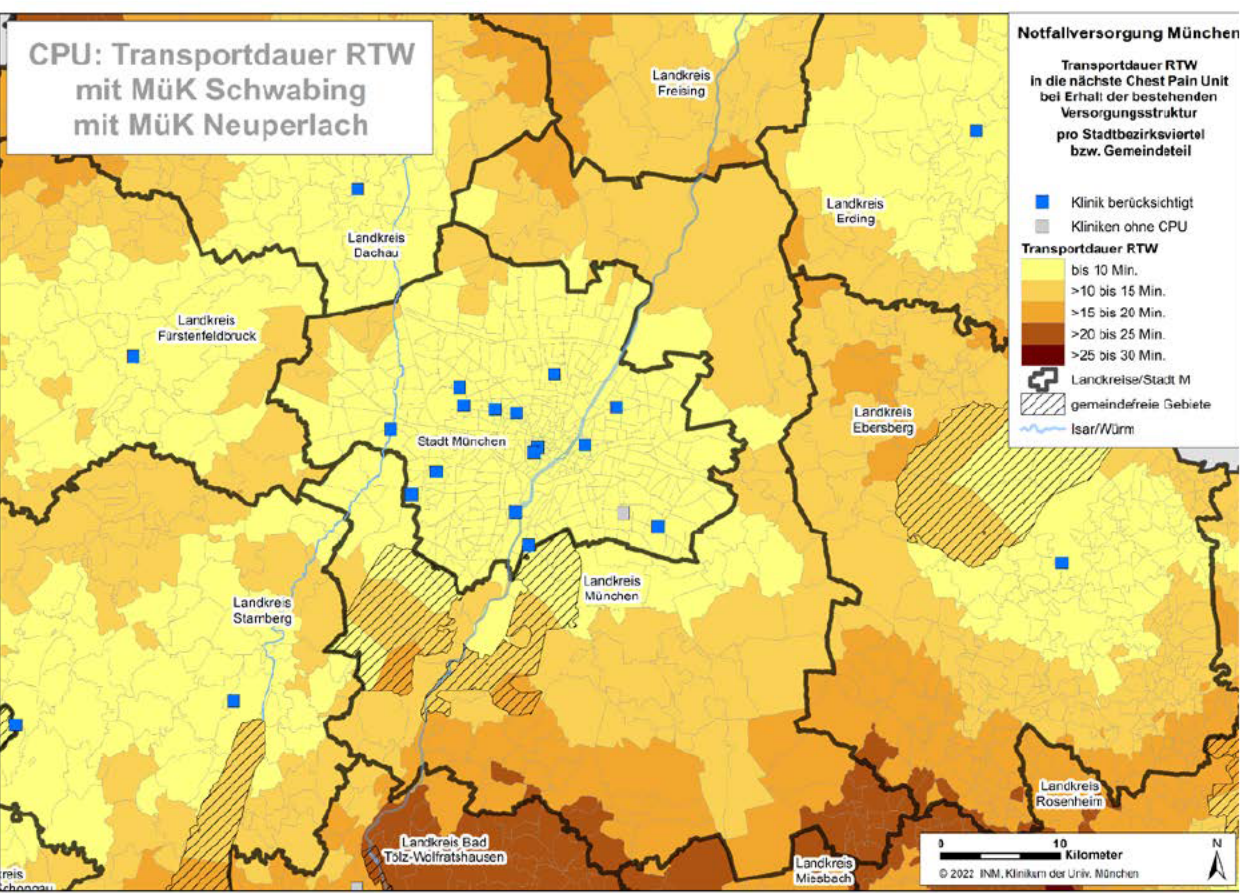 CPU: Transportdauer RTW
mit MüK Schwabing
mit MüK Neuperlach
Notfallversorgung München
Transportdauer RTW
in die nächste Chest Pain Unit
bei Erhalt der bestehenden
Versorgungsstruktur
pro Stadtbezirksviertel
bzw. Gemeindeteil
Klinik berücksichtigt
Kliniken ohne CPU
Transportdauer RTW
bis 10 Min.
>10 bis 15 Min.
>15 bis 20 Min.
>20 bis 25 Min.
>25 bis 30 Min.
Landkreise/Stadt M
gemeindefreie Gebiete
Isar/Würm
Landkreis
Freising
Landkreis
Erding
Landkreis
Dachau
Landkreis
Fürstenfeldbruck
Landkreis
Ebersberg
Stadt München
Landkreis
München
Landkreis
Starnberg
Landkreis
Rosenheim
Landkreis Bad
Tölz-Wolfratshausen
Landkreis
Miesbach
kreis
Schongau
0 10
Kilometer
N
© 2022 INM, Klinikum der Univ. München